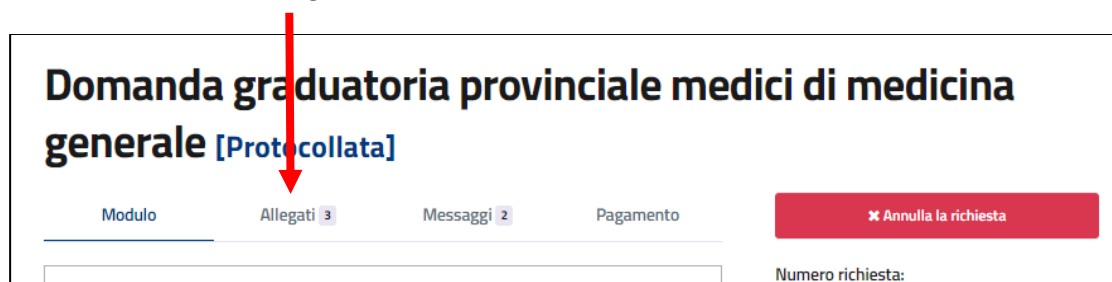 Domanda graduatoria provinciale medici di medicina
generale [Protocollata]
Modulo Allegati 3 Messaggi 2 Pagamento ✖ Annulla la richiesta
Numero richiesta: